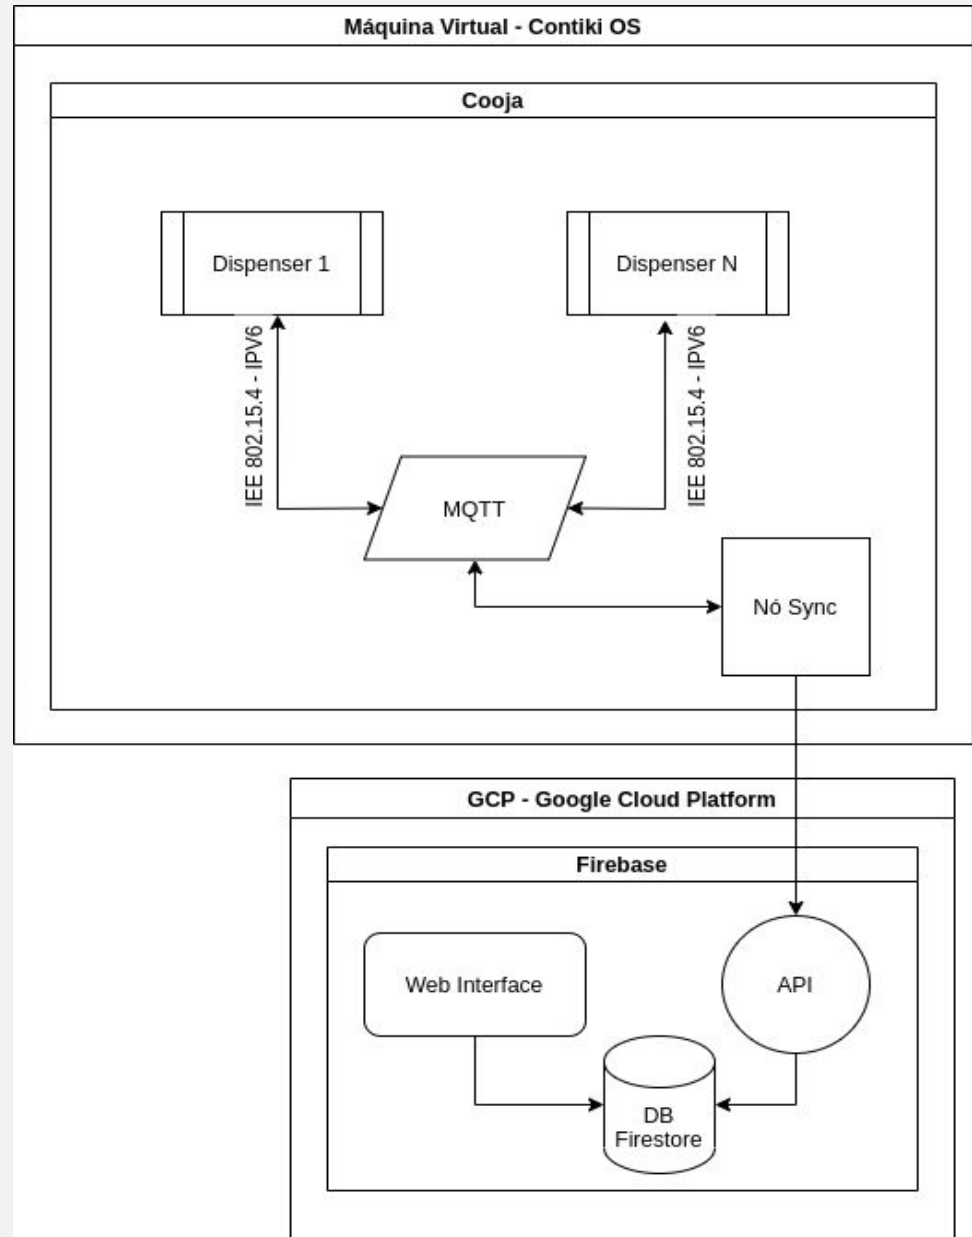 Máquina Virtual - Contiki OS
Cooja
Dispenser 1
Dispenser N
IEE 802.15.4 - IPV6
IEE 802.15.4 - IPV6
MQTT
Nó Sync
GCP - Google Cloud Platform
Firebase
Web Interface
API
DB
Firestore